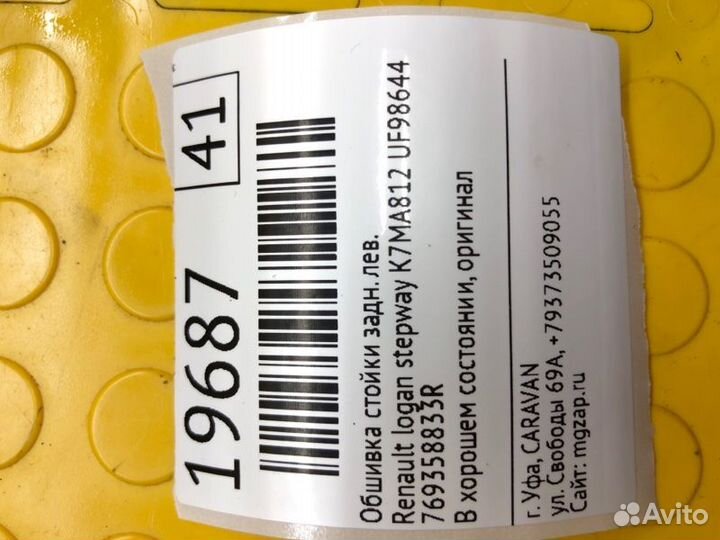 19687 41
Обшивка стойки задн.лев.
Renault logan stepway K7MA812 UF98644
769358833R
В хорошем состоянии, оригинал
г. Уфа, CARAVAN
ул. Свободы 69А, +79373509055
Сайт: mgzap.ru
Avito